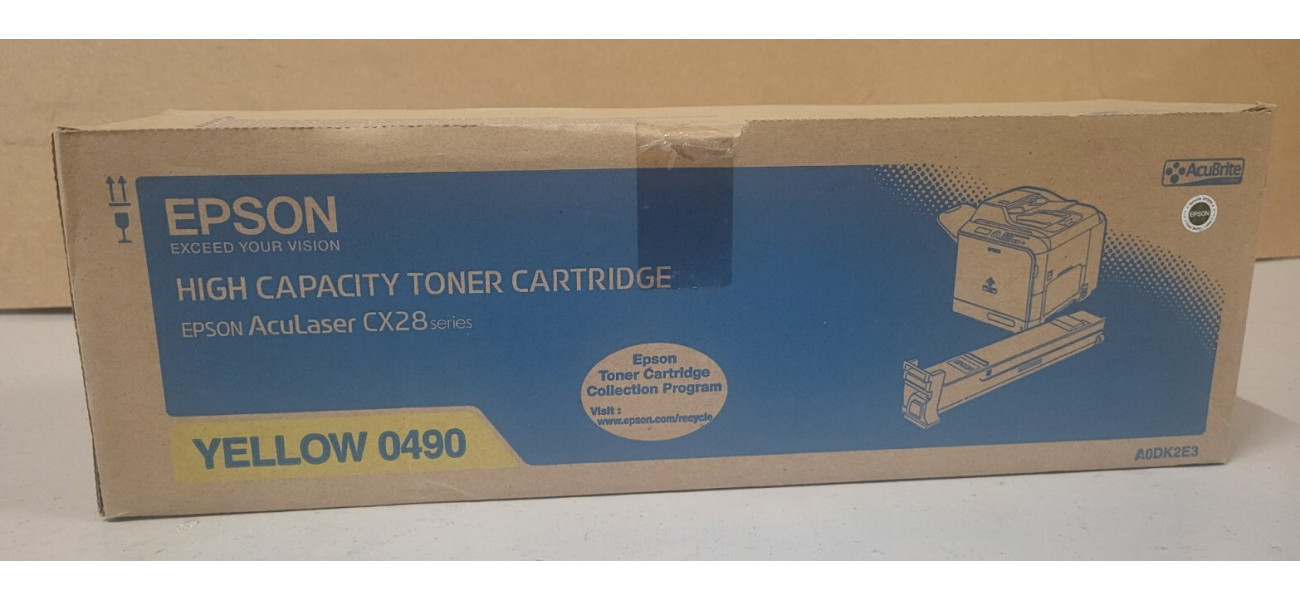 EPSON
EXCEED YOUR VISION
HIGH CAPACITY TONER CARTRIDGE
EPSON AcuLaser CX28 series
Epson
Toner Cartridge
Collection Program
Visit :
www.epson.com/recycle
YELLOW 0490
AcuBrite
EPSON
A0DK2E3